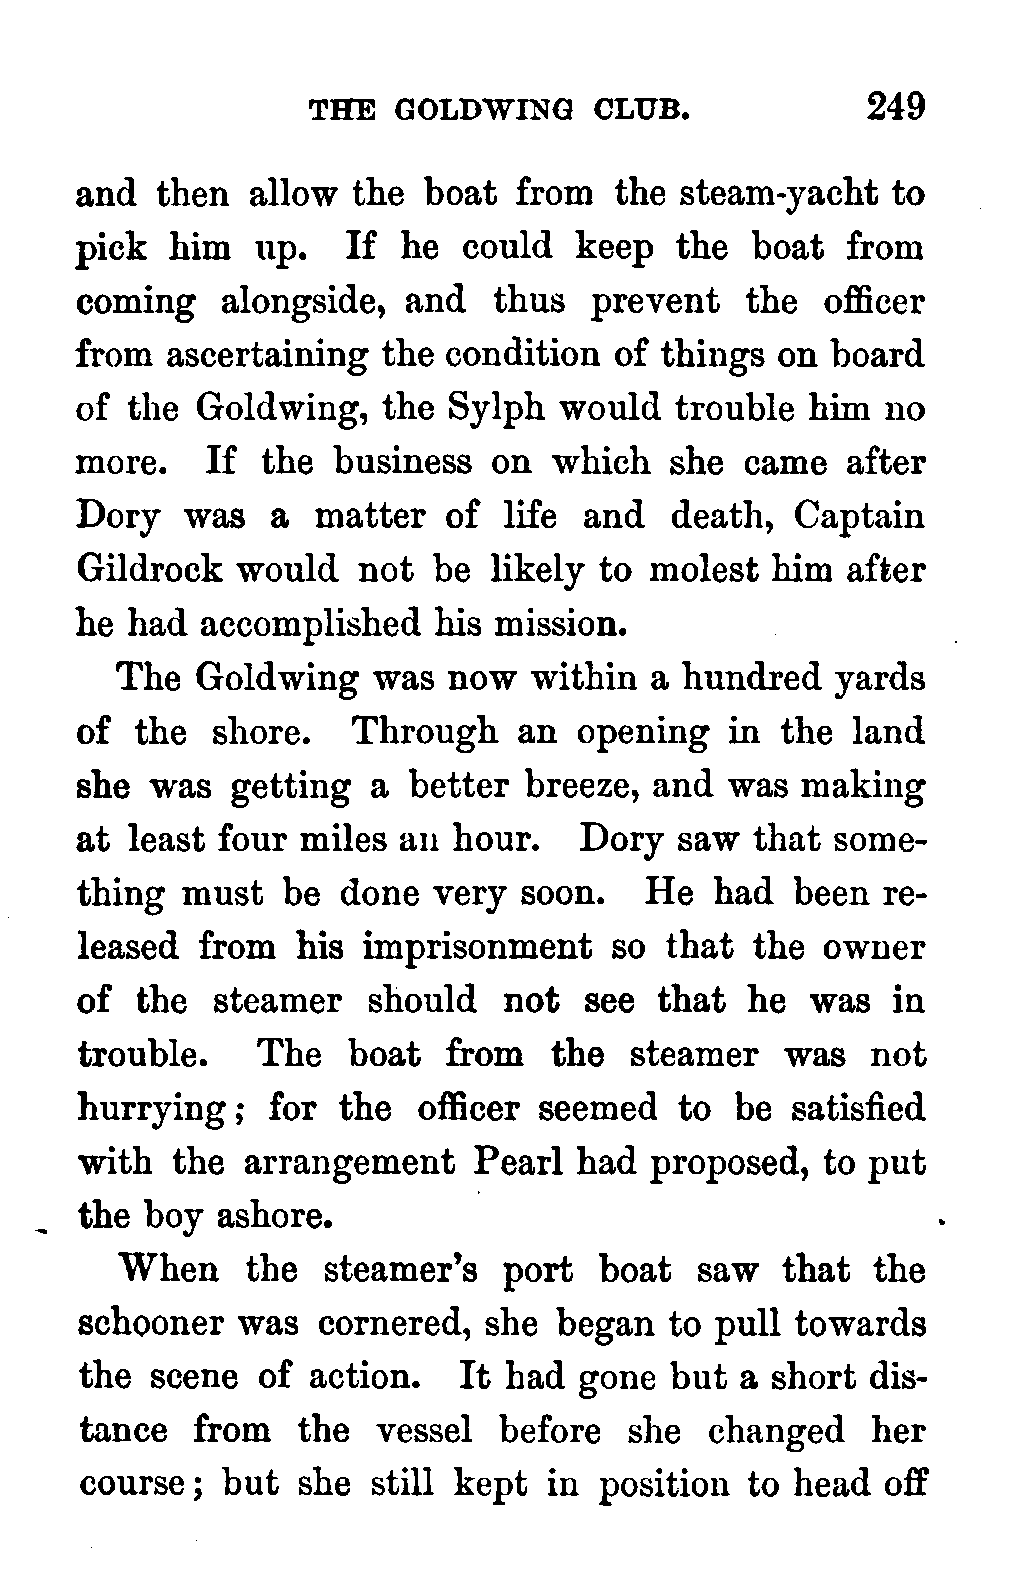 THE GOLDWING CLUB. 249
and then allow the boat from the steam-yacht to
pick him up. If he could keep the boat from
coming alongside, and thus prevent the officer
from ascertaining the condition of things on board
of the Goldwing, the Sylph would trouble him no
more. If the business on which she came after
Dory was a matter of life and death, Captain
Gildrock would not be likely to molest him after
he had accomplished his mission.
The Goldwing was now within a hundred yards
of the shore. Through an opening in the land
she was getting a better breeze, and was making
at least four miles an hour. Dory saw that some-
thing must be done very soon. He had been re-
leased from his imprisonment so that the owner
of the steamer should not see that he was in
trouble. The boat from the steamer was not
hurrying; for the officer seemed to be satisfied
with the arrangement Pearl had proposed, to put
the boy ashore.
When the steamer's port boat saw that the
schooner was cornered, she began to pull towards
the scene of action. It had gone but a short dis-
tance from the vessel before she changed her
course; but she still kept in position to head off